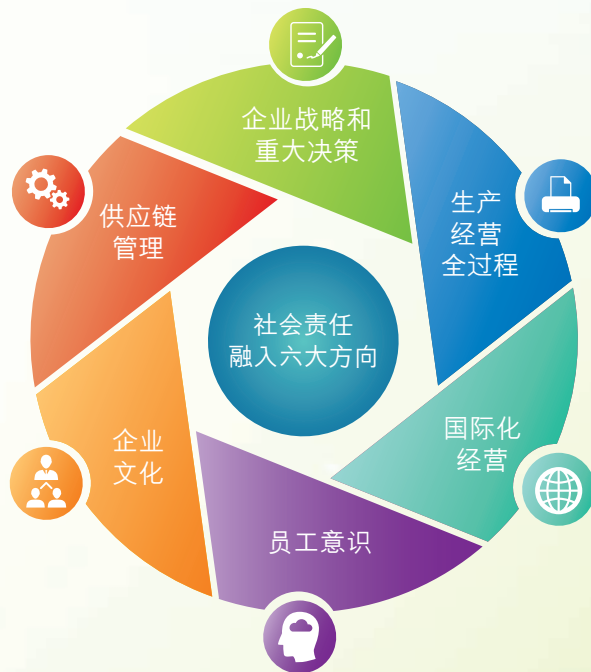 企业战略和
重大决策
生产
经营
全过程
国际化
经营
员工意识
企业
文化
供应链
管理
社会责任
融入六大方向